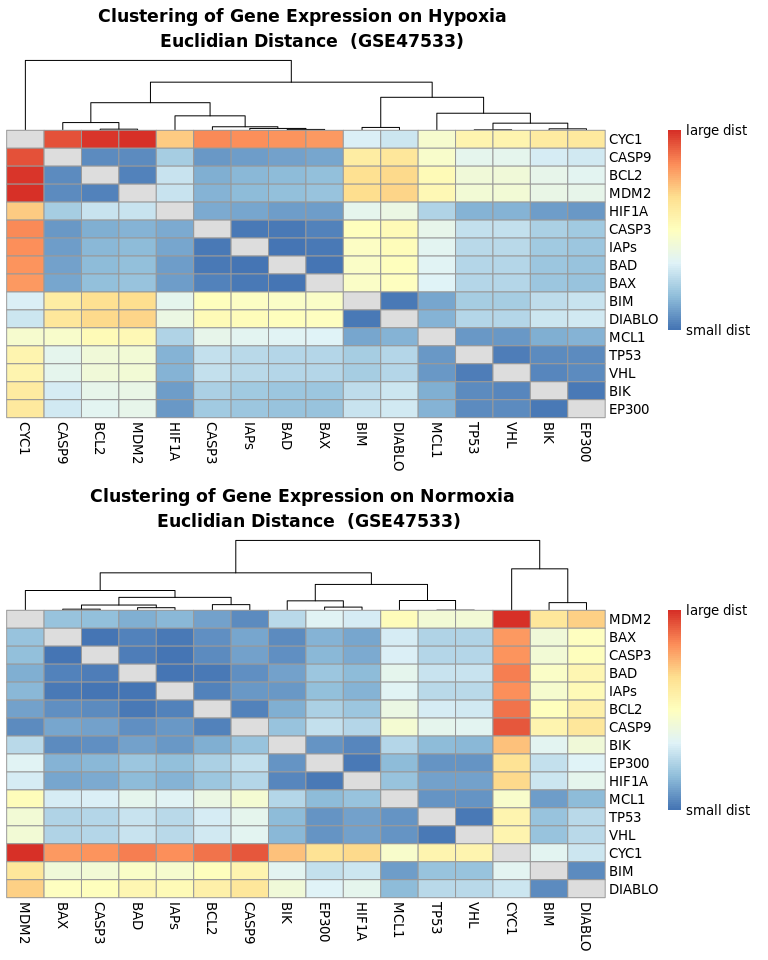 Clustering of Gene Expression on Hypoxia
Euclidian Distance (GSE47533)
large dist
CYC1
CASP9
BCL2
MDM2
HIF1A
CASP3
IAPs
BAD
BAX
BIM
DIABLO
MCL1
TP53
VHL
BIK
EP300
small dist
CYC1 CASP9 BCL2 MDM2 HIF1A CASP3 IAPs BAD BAX BIM DIABLO MCL1 TP53 VHL BIK EP300
Clustering of Gene Expression on Normoxia
Euclidian Distance (GSE47533)
large dist
MDM2
BAX
CASP3
BAD
IAPs
BCL2
CASP9
BIK
EP300
HIF1A
MCL1
TP53
VHL
CYC1
BIM
DIABLO
small dist
MDM2 BAX CASP3 BAD IAPs BCL2 CASP9 BIK EP300 HIF1A MCL1 TP53 VHL CYC1 BIM DIABLO